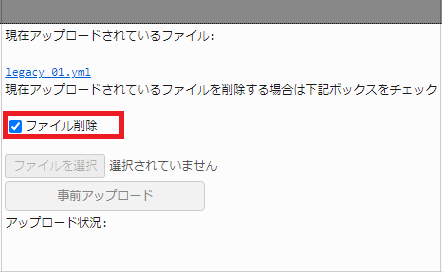 現在アップロードされているファイル:
legacy_01.yml
現在アップロードされているファイルを削除する場合は下記ボックスをチェック
ファイル削除
ファイルを選択 選択されていません
事前アップロード
アップロード状況: